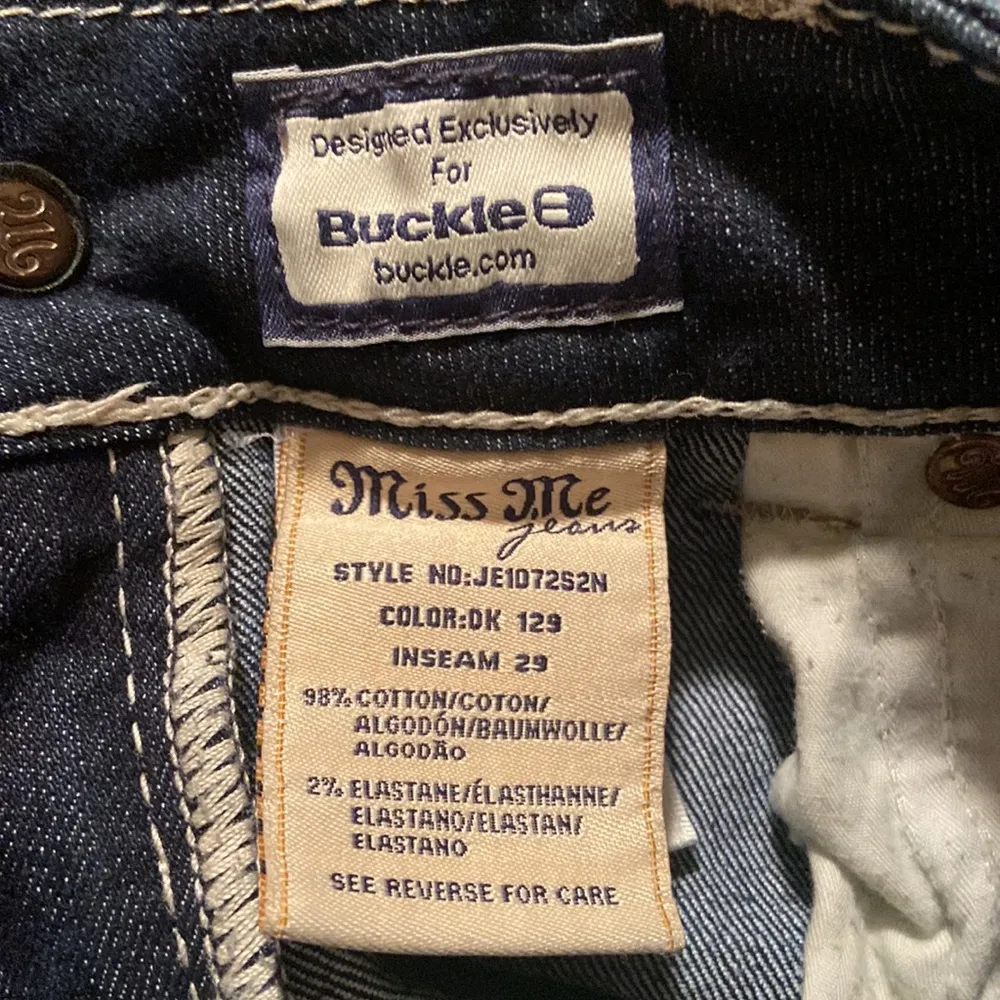 Designed Exclusively
For
Buckle B
buckle.com
Miss Me
jeans
STYLE NO:JE1072S2N
COLOR:DK 129
INSEAM 29
98% COTTON/COTON/
ALGODÓN/BAUMWOLLE/
ALGODÃO
2% ELASTANE/ÉLASTHANNE/
ELASTANO/ELASTAN/
ELASTANO
SEE REVERSE FOR CARE